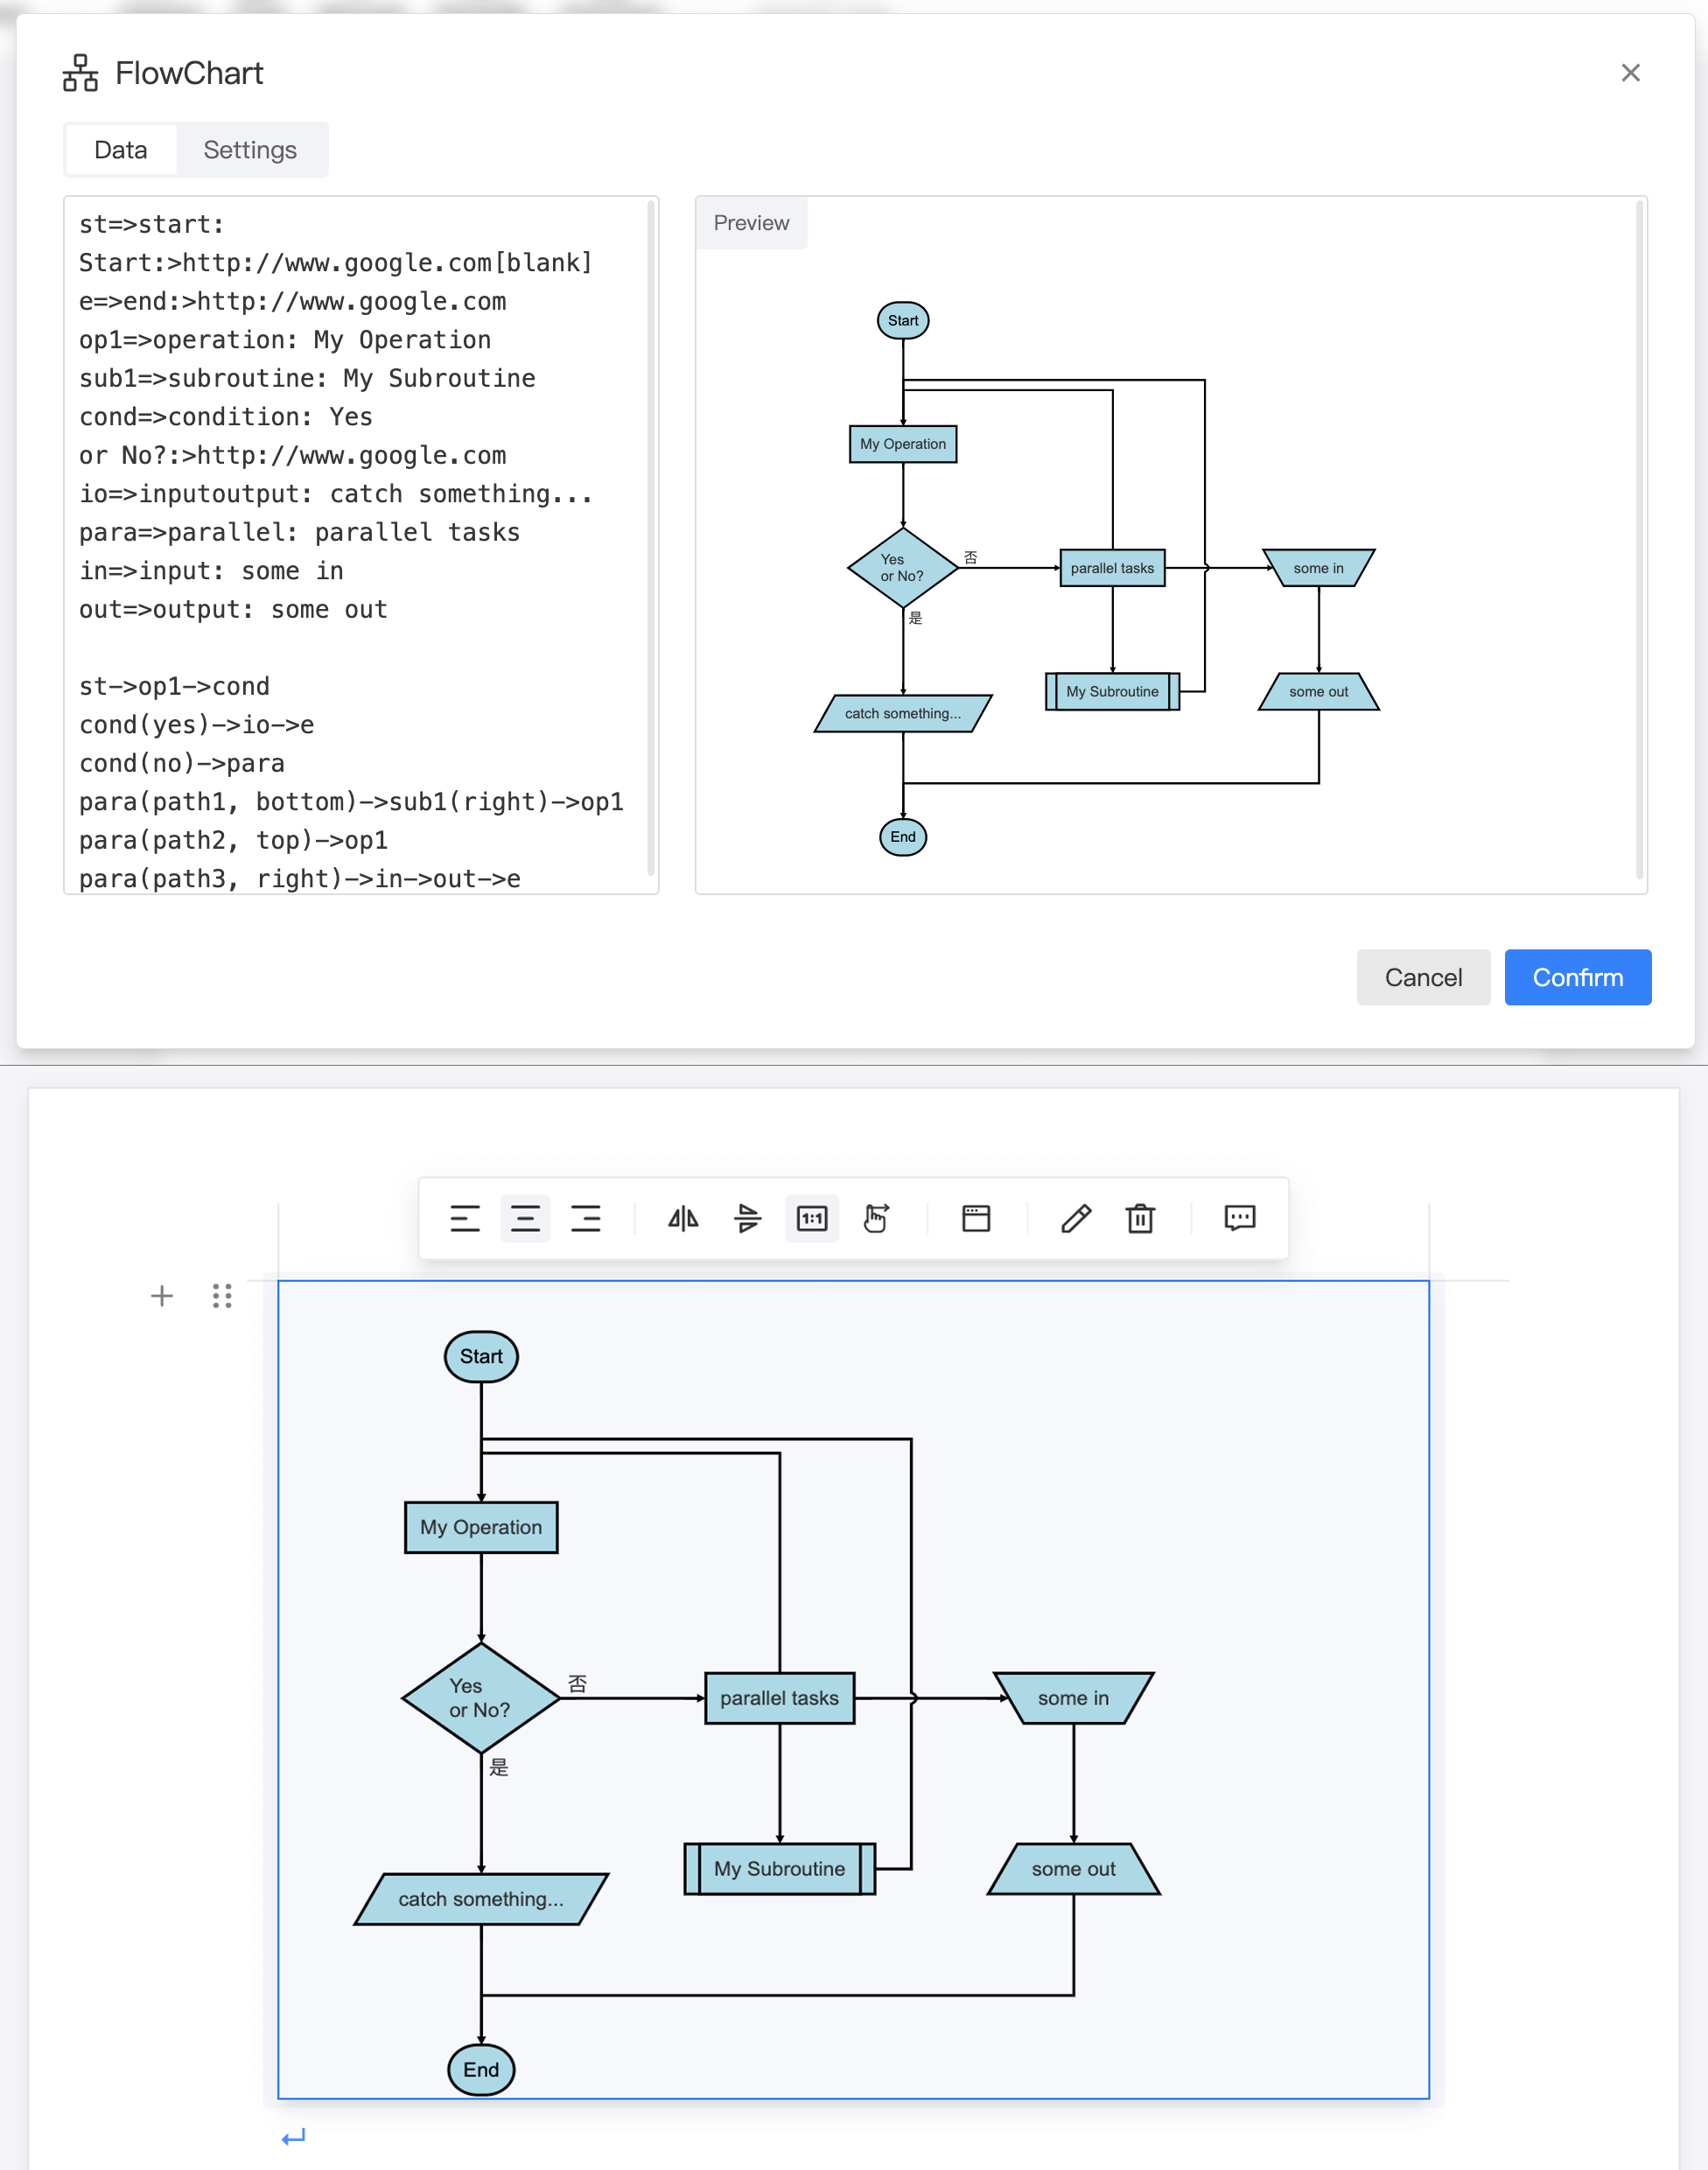 FlowChart
Data
Settings
st=>start:
Start:>http://www.google.com[blank]
e=>end:>http://www.google.com
op1=>operation: My Operation
sub1=>subroutine: My Subroutine
cond=>condition: Yes
or No?:>http://www.google.com
io=>inputoutput: catch something...
para=>parallel: parallel tasks
in=>input: some in
out=>output: some out
st->op1->cond
cond(yes)->io->e
cond(no)->para
para(path1, bottom)->sub1(right)->op1
para(path2, top)->op1
para(path3, right)->in->out->e
Preview
Start
My Operation
Yes
or No?
否
parallel tasks
some in
是
My Subroutine
some out
catch something...
End
Cancel
Confirm
1:1
Start
My Operation
Yes
or No?
否
parallel tasks
some in
是
My Subroutine
some out
catch something...
End